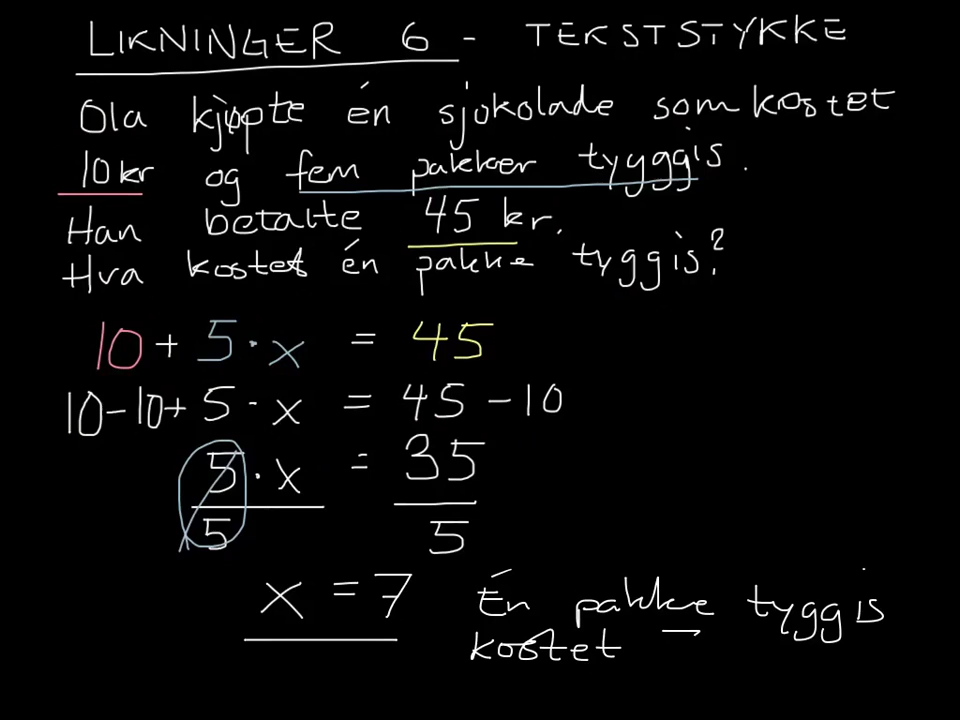 LIKNINGER 6 - TEKSTSTYKKE
Ola kjøpte én sjokolade som kostet
10 kr og fem pakker tyggis.
Han betalte 45 kr.
Hva kostet én pakke tyggis?
10 + 5 · x = 45
10 - 10 + 5 · x = 45 - 10
5 · x = 35
5 5
x = 7 Én pakke tyggis
kostet